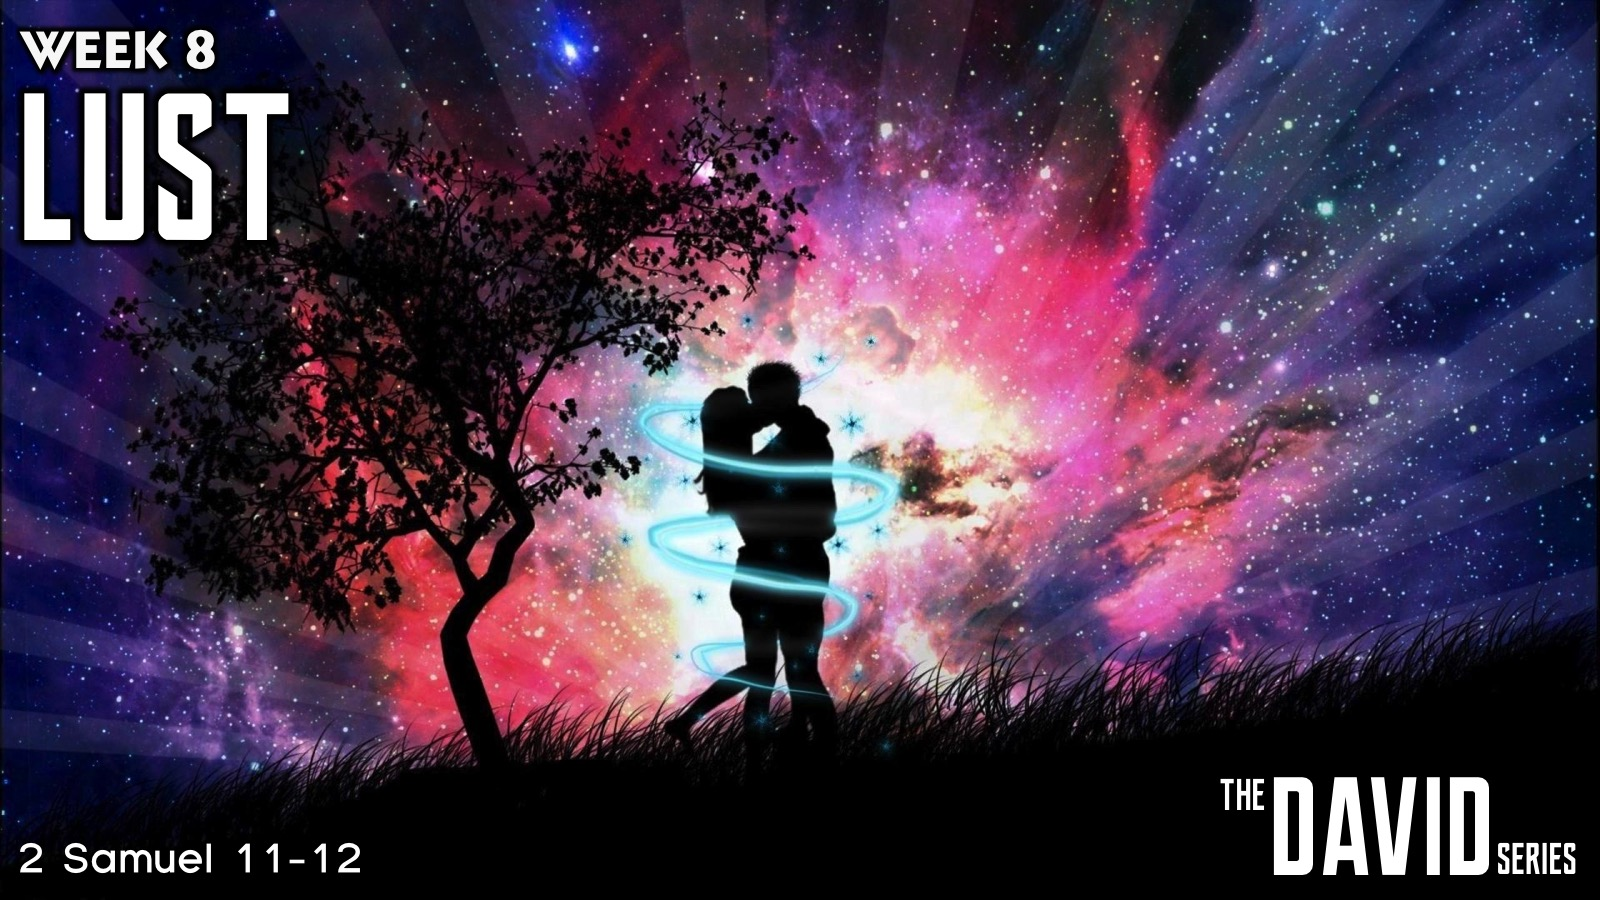 WEEK 8
LUST
2 Samuel 11-12
THE DAVID SERIES